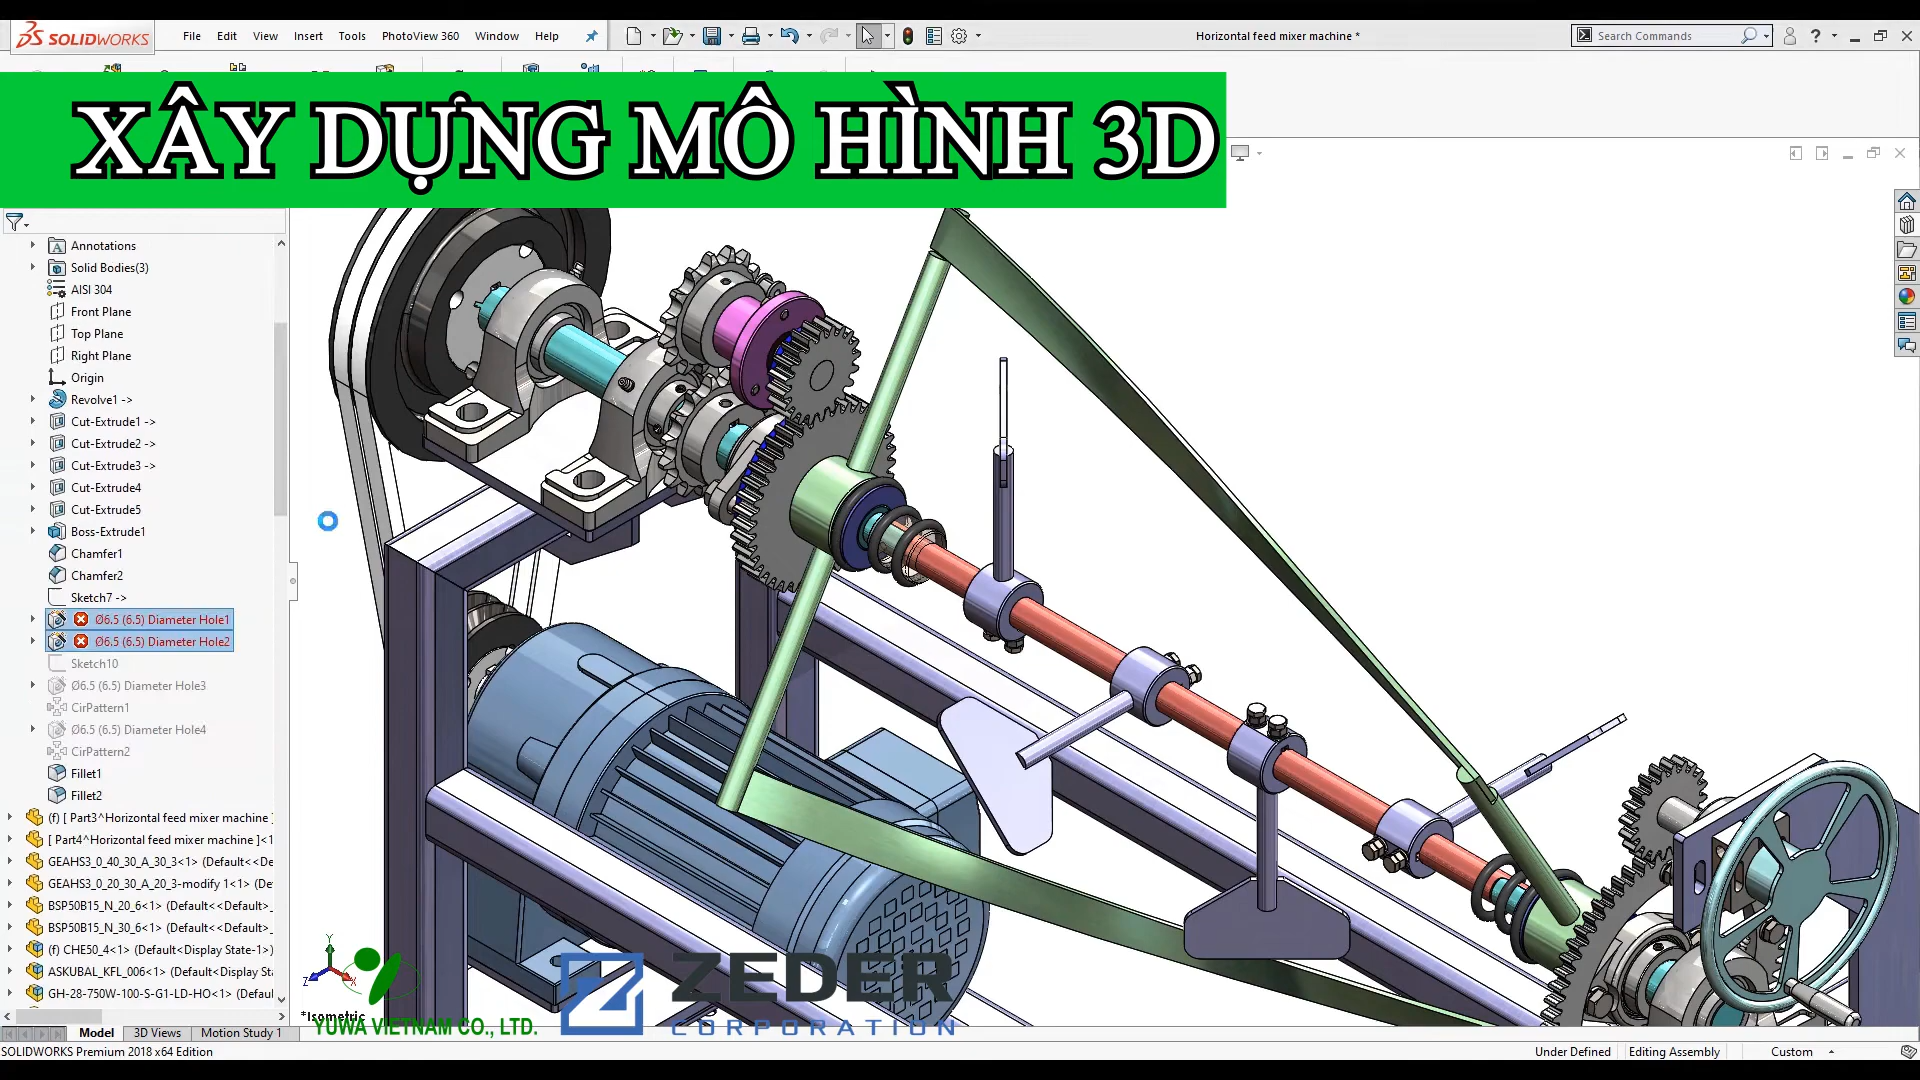 SOLIDWORKS
File Edit View Insert Tools PhotoView 360 Window Help
Horizontal feed mixer machine *
Search Commands
XÂY DỰNG MÔ HÌNH 3D
Annotations
Solid Bodies(3)
AISI 304
Front Plane
Top Plane
Right Plane
Origin
Revolve1 ->
Cut-Extrude1 ->
Cut-Extrude2 ->
Cut-Extrude3 ->
Cut-Extrude4
Cut-Extrude5
Boss-Extrude1
Chamfer1
Chamfer2
Sketch7 ->
Ø6.5 (6.5) Diameter Hole1
Ø6.5 (6.5) Diameter Hole2
Sketch10
Ø6.5 (6.5) Diameter Hole3
CirPattern1
Ø6.5 (6.5) Diameter Hole4
CirPattern2
Fillet1
Fillet2
(f) [ Part3^Horizontal feed mixer machine
[ Part4^Horizontal feed mixer machine ]<1
GEAHS3_0_40_30_A_30_3<1> (Default<<De
GEAHS3_0_20_30_A_20_3-modify 1<1> (De
BSP50B15_N_20_6<1> (Default<<Default>_
BSP50B15_N_30_6<1> (Default<<Default>_
(f) CHE50_4<1> (Default<Display State-1>)
ASKUBAL_KFL_006<1> (Default<Display Sta
GH-28-750W-100-S-G1-LD-HO<1> (Defaul
Y
Z
X
*Isometric
YUWA VIETNAM CO., LTD.
ZEDER
CORPORATION
Model 3D Views Motion Study 1
SOLIDWORKS Premium 2018 x64 Edition
Under Defined Editing Assembly Custom